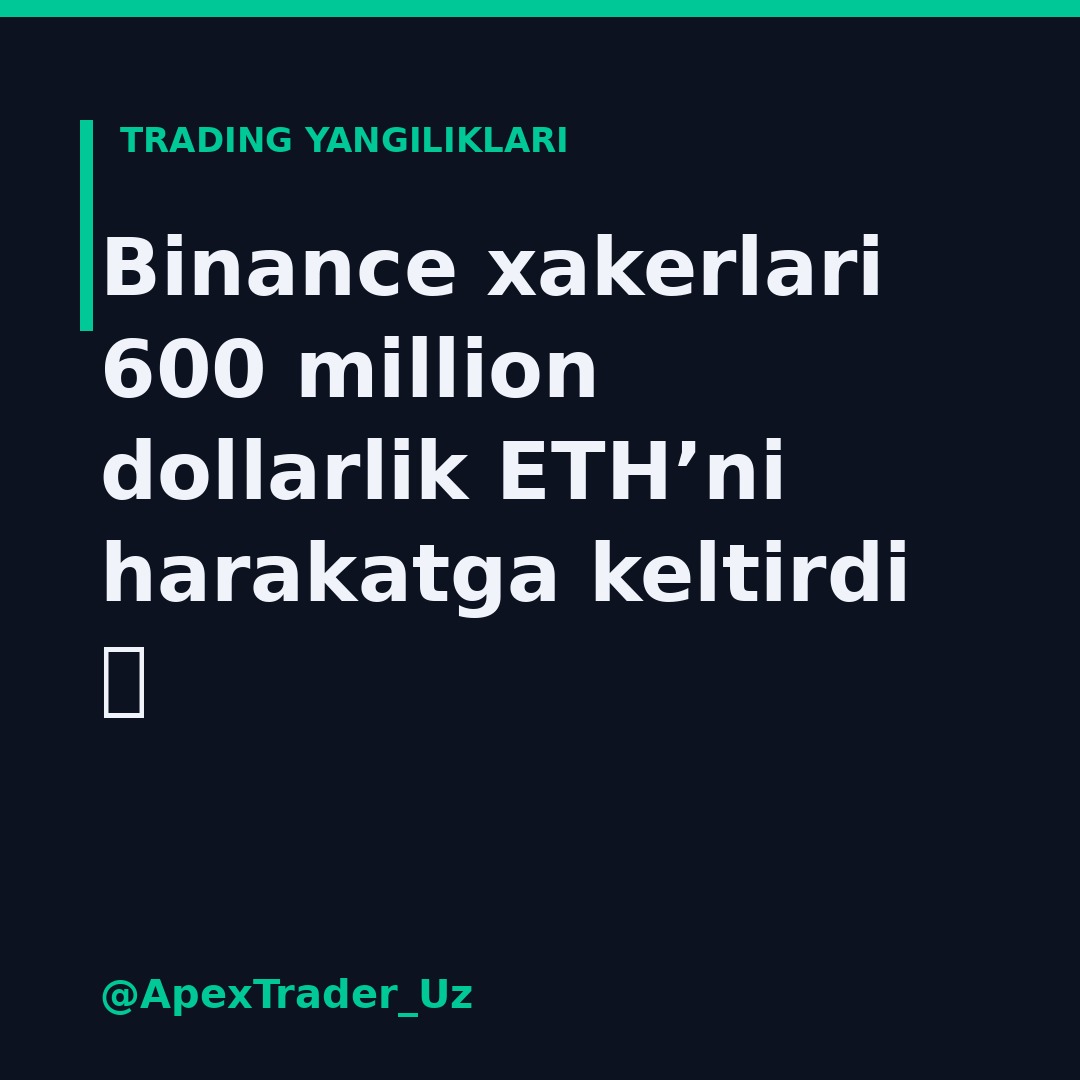 TRADING YANGILIKLARI
Binance xakerlari
600 million
dollarlik ETH’ni
harakatga keltirdi
@ApexTrader_Uz